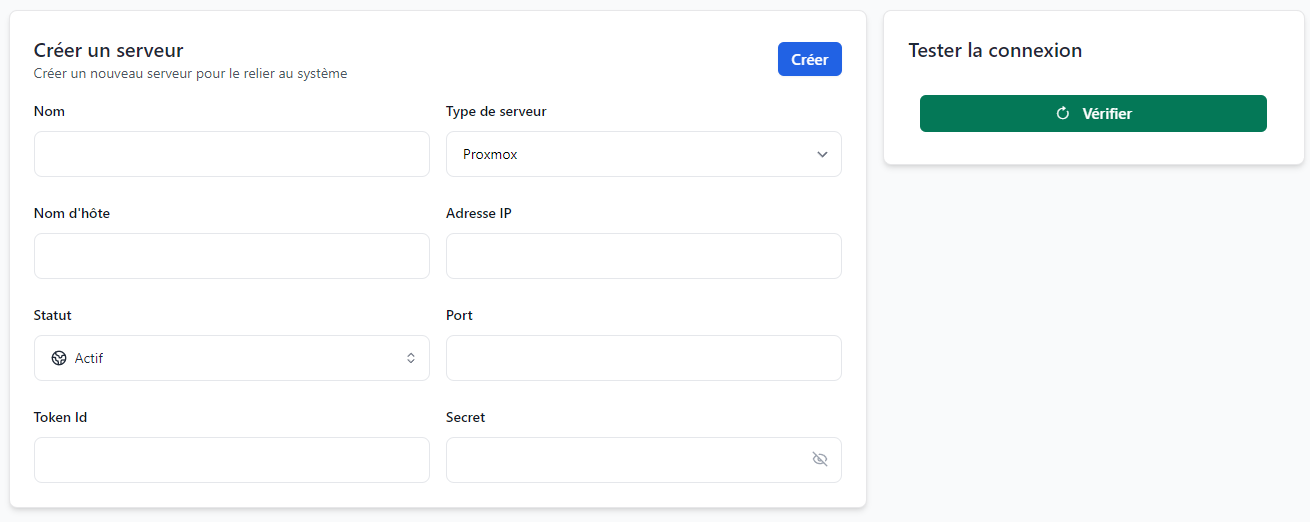 Créer un serveur
Créer un nouveau serveur pour le relier au système
Créer
Nom
Type de serveur
Proxmox
Nom d'hôte
Adresse IP
Statut
Port
Actif
Token Id
Secret
Tester la connexion
Vérifier